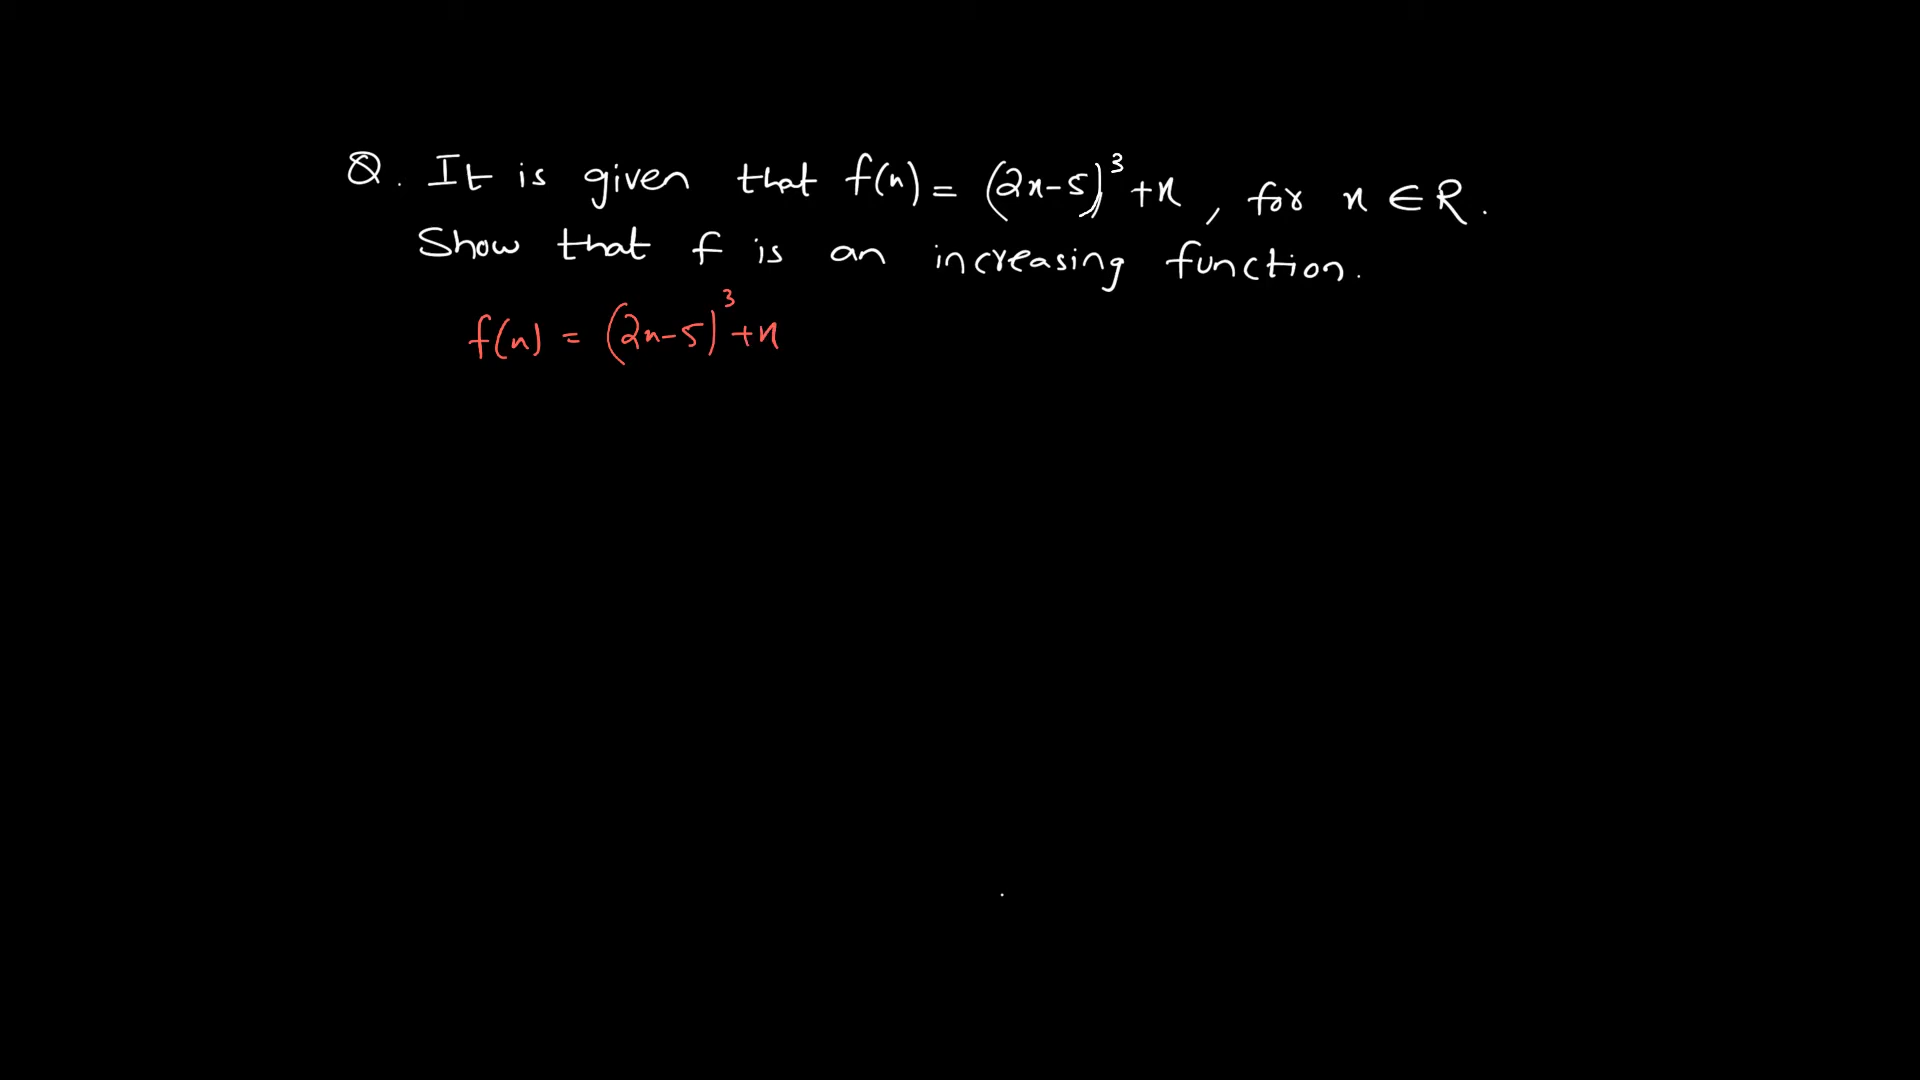 Q. It is given that f(x) = (2x-5)³+x, for x ∈ R.
Show that f is an increasing function.
f(x) = (2x-5)³+x